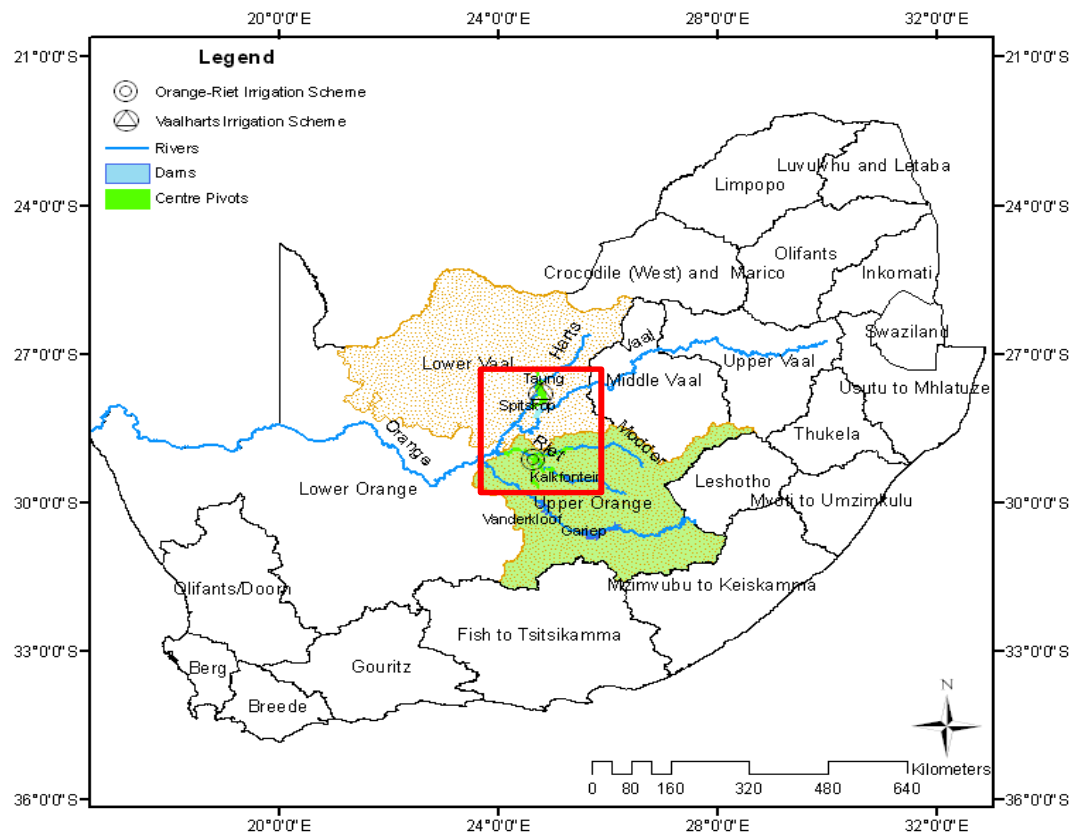 20°0'0"E 24°0'0"E 28°0'0"E 32°0'0"E
21°0'0"S 21°0'0"S
Legend
Orange-Riet Irrigation Scheme
Vaalharts Irrigation Scheme
Rivers
Dams
Centre Pivots
Luvuvhu and Letaba
Limpopo
24°0'0"S 24°0'0"S
Olifants
Crocodile (West) and Marico
Inkomati
Swaziland
Harts
Vaal
27°0'0"S 27°0'0"S
Lower Vaal
Upper Vaal
Taung
Middle Vaal
Usutu to Mhlatuze
Spitskop
Orange
Riet
Modder
Thukela
Kalkfontein
Leshotho
Lower Orange
Mvoti to Umzimkulu
30°0'0"S 30°0'0"S
Upper Orange
Vanderkloof
Gariep
Olifants/Doorn
Mzimvubu to Keiskamma
Fish to Tsitsikamma
33°0'0"S 33°0'0"S
Berg
Gouritz
Breede
N
Kilometers
0 80 160 320 480 640
36°0'0"S 36°0'0"S
20°0'0"E 24°0'0"E 28°0'0"E 32°0'0"E